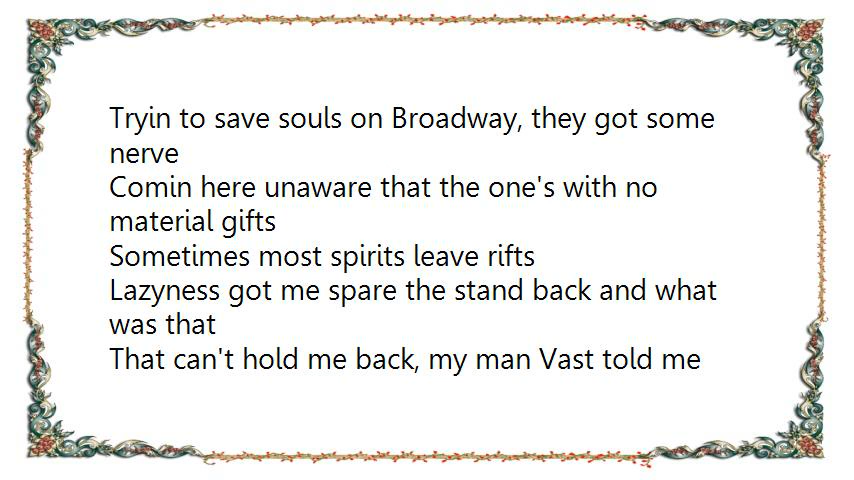 Tryin to save souls on Broadway, they got some
nerve
Comin here unaware that the one's with no
material gifts
Sometimes most spirits leave rifts
Lazyness got me spare the stand back and what
was that
That can't hold me back, my man Vast told me